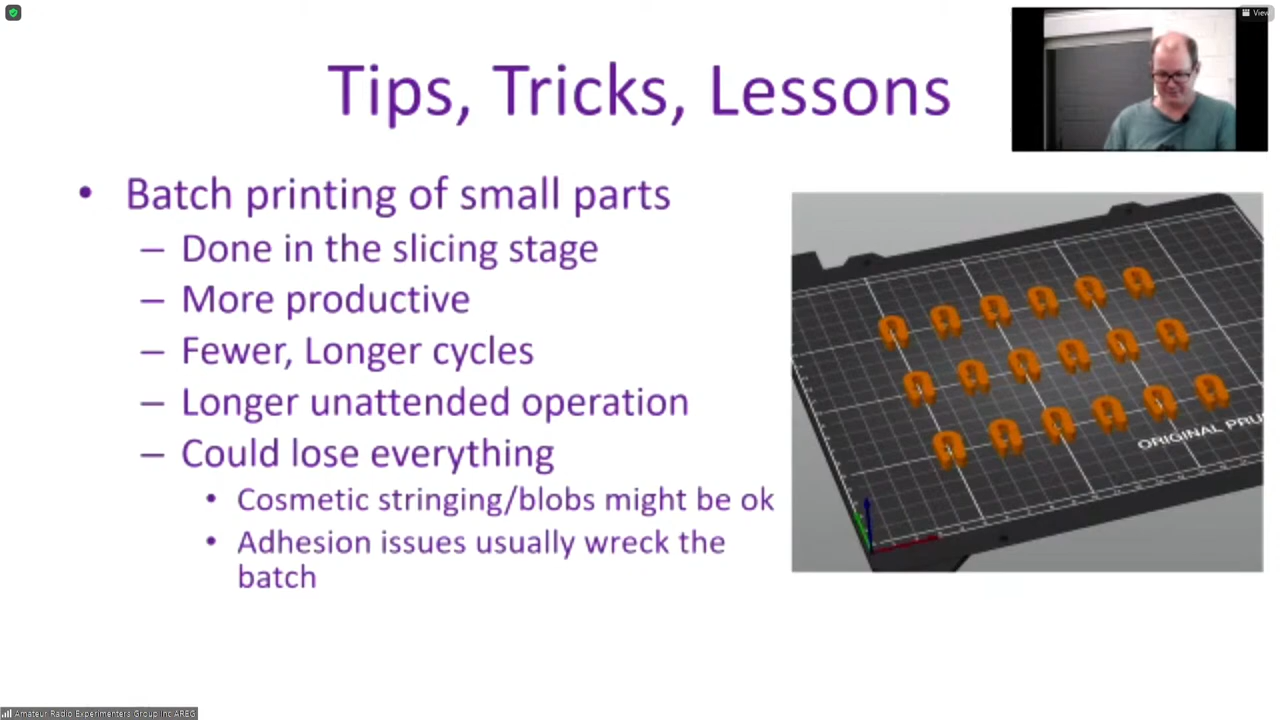 View
Tips, Tricks, Lessons
• Batch printing of small parts
– Done in the slicing stage
– More productive
– Fewer, Longer cycles
– Longer unattended operation
– Could lose everything
• Cosmetic stringing/blobs might be ok
• Adhesion issues usually wreck the
batch
ORIGINAL PRU
Amateur Radio Experimenters Group Inc AREG